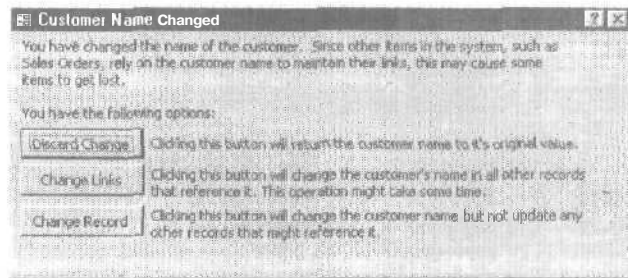 Customer Name Changed
You have changed the name of the customer. Since other items in the system, such as
Sales Orders, rely on the customer name to maintain their links, this may cause some
items to get lost.
You have the following options:
Discard Change
Clicking this button will return the customer name to it's original value.
Change Links
Clicking this button will change the customer's name in all other records
that reference it. This operation might take some time.
Change Record
Clicking this button will change the customer name but not update any
other records that might reference it.